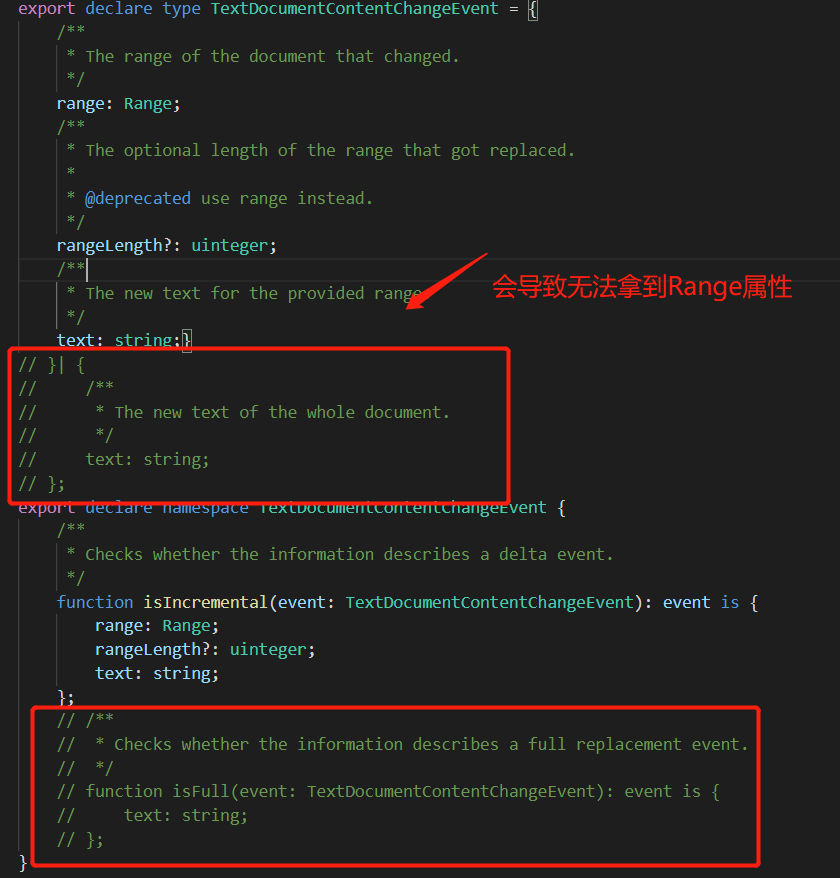 export declare type TextDocumentContentChangeEvent = {
/**
* The range of the document that changed.
*/
range: Range;
/**
* The optional length of the range that got replaced.
*
* @deprecated use range instead.
*/
rangeLength?: uinteger;
/**
* The new text for the provided range
会导致无法拿到Range属性
*/
text: string;}
// }| {
// /**
// * The new text of the whole document.
// */
// text: string;
// };
export declare namespace TextDocumentContentChangeEvent {
/**
* Checks whether the information describes a delta event.
*/
function isIncremental(event: TextDocumentContentChangeEvent): event is {
range: Range;
rangeLength?: uinteger;
text: string;
};
// /**
// * Checks whether the information describes a full replacement event.
// */
// function isFull(event: TextDocumentContentChangeEvent): event is {
// text: string;
// };
}